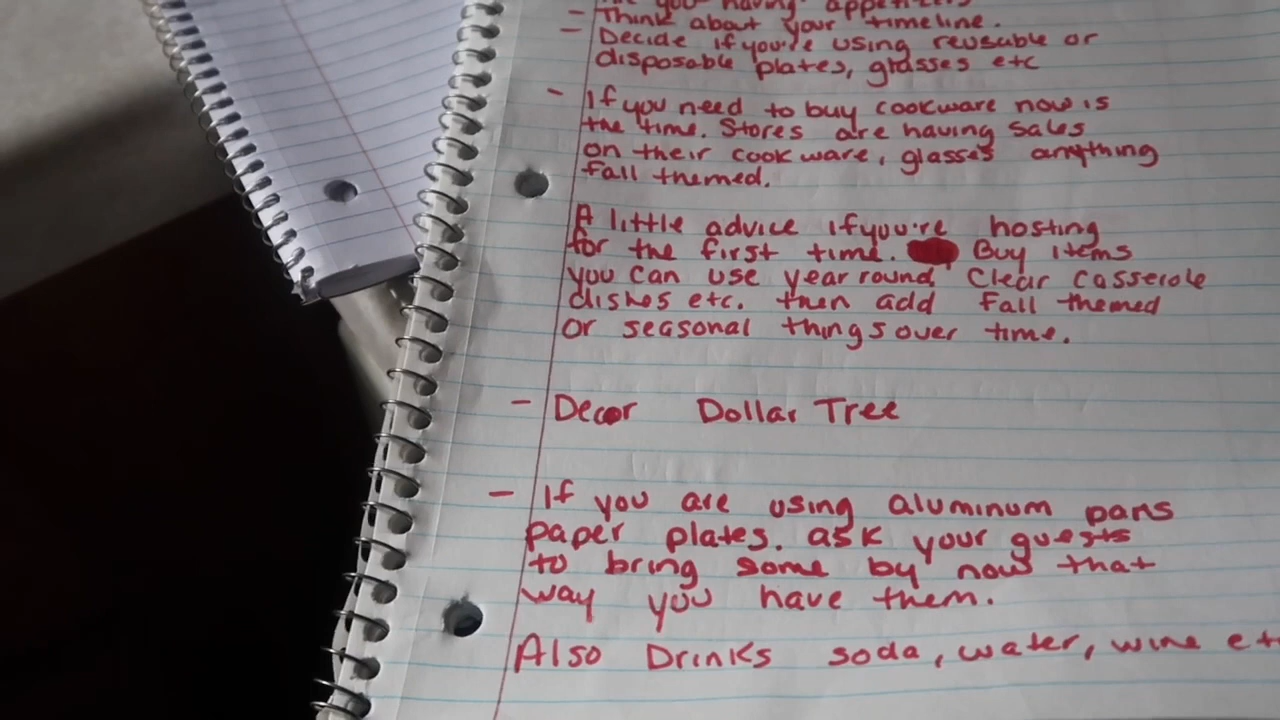 you having
- Think about your timeline.
- Decide if you're using reusable or
disposable plates, glasses etc
- If you need to buy cookware now is
the time. Stores are having sales
on their cookware, glasses anything
fall themed.
A little advice if you're hosting
for the first time. Buy items
you can use year round, Clear casserole
dishes etc. then add fall themed
or seasonal things over time.
- Decor Dollar Tree
- If you are using aluminum pans
paper plates. ask your guests
to bring some by now that
way you have them.
Also Drinks soda, water, wine et